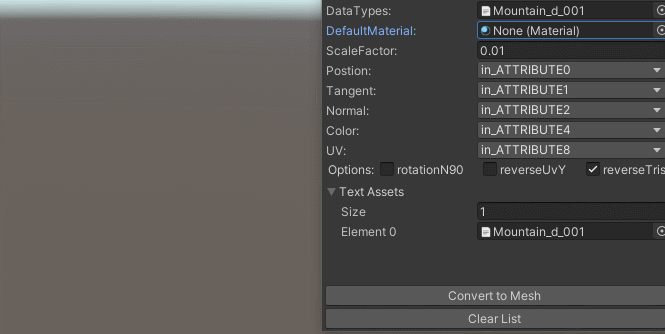 DataTypes: Mountain_d_001
DefaultMaterial: None (Material)
ScaleFactor: 0.01
Postion: in_ATTRIBUTE0
Tangent: in_ATTRIBUTE1
Normal: in_ATTRIBUTE2
Color: in_ATTRIBUTE4
UV: in_ATTRIBUTE8
Options: rotationN90 reverseUvY reverseTris
Text Assets
Size 1
Element 0 Mountain_d_001
Convert to Mesh
Clear List